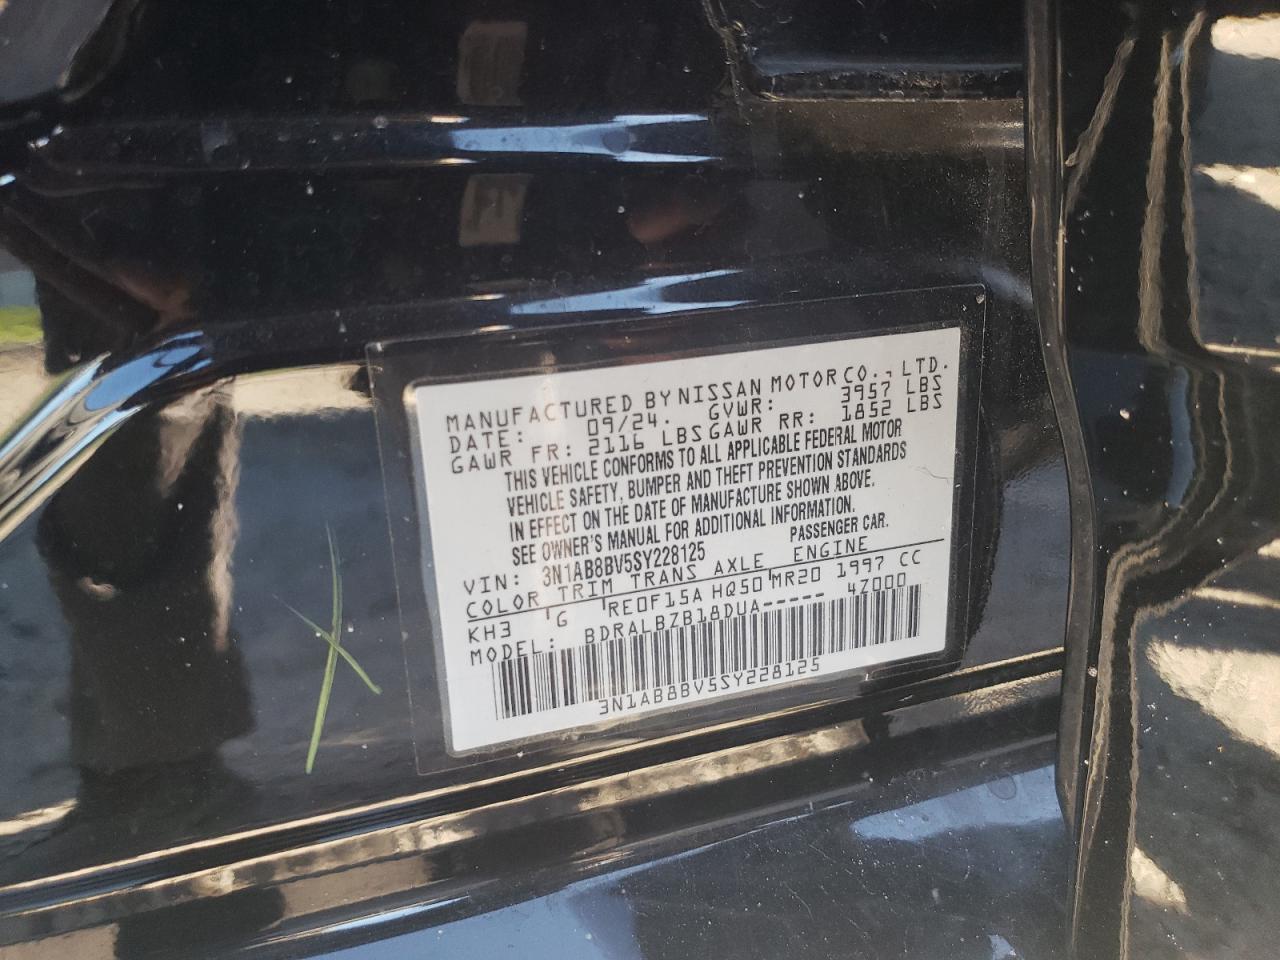 MANUFACTURED BY NISSAN MOTOR CO., LTD.
DATE: 09/24. GVWR: 3957 LBS
GAWR FR: 2116 LBS GAWR RR: 1852 LBS
THIS VEHICLE CONFORMS TO ALL APPLICABLE FEDERAL MOTOR
VEHICLE SAFETY, BUMPER AND THEFT PREVENTION STANDARDS
IN EFFECT ON THE DATE OF MANUFACTURE SHOWN ABOVE.
SEE OWNER'S MANUAL FOR ADDITIONAL INFORMATION.
VIN: 3N1AB8BV5SY228125 PASSENGER CAR.
COLOR TRIM TRANS AXLE ENGINE
KH3 G RE0F15A HQ50 MR20 1997 CC
MODEL: BDRALBZB18DUA----- 4Z000
3N1AB8BV5SY228125